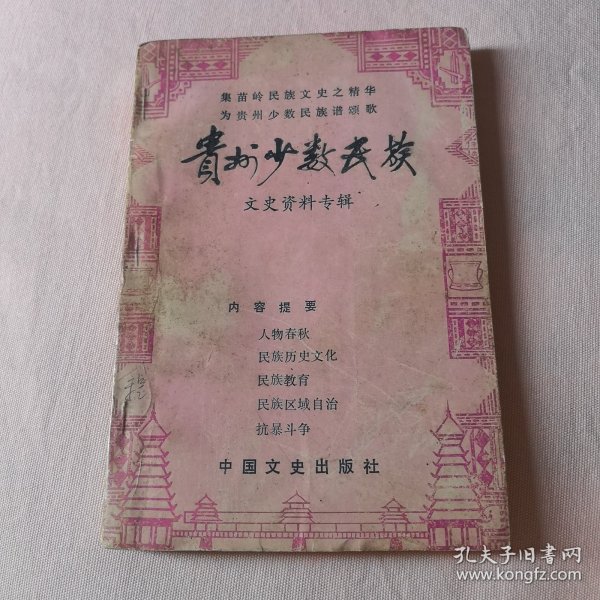 集苗岭民族文史之精华
为贵州少数民族谱颂歌
貴州少数民族
文史资料专辑
内容提要
人物春秋
民族历史文化
民族教育
民族区域自治
抗暴斗争
中国文史出版社
孔夫子旧书网
www.kongfz.com